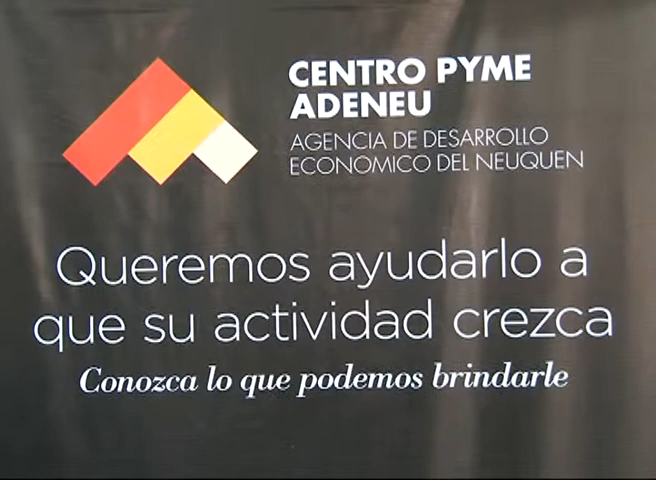 CENTRO PYME
ADENEU
AGENCIA DE DESARROLLO
ECONOMICO DEL NEUQUEN
Queremos ayudarlo a
que su actividad crezca
Conozca lo que podemos brindarle